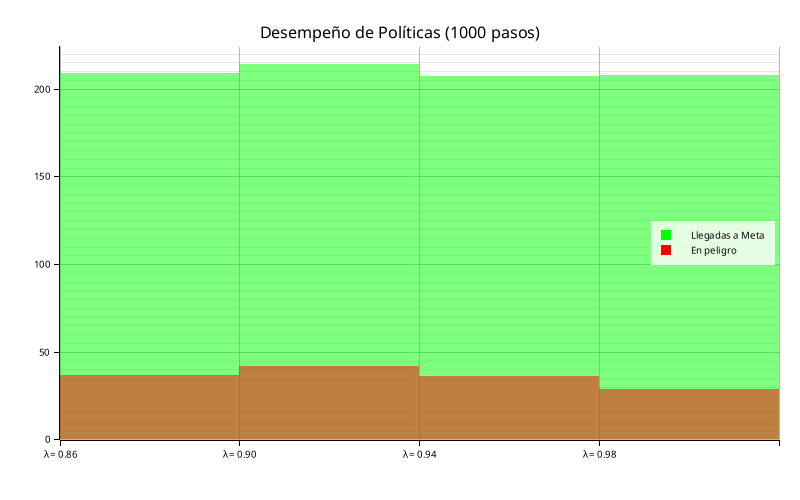 Desempeño de Políticas (1000 pasos)
200
150
100
50
0
Llegadas a Meta
En peligro
λ= 0.86
λ= 0.90
λ= 0.94
λ= 0.98